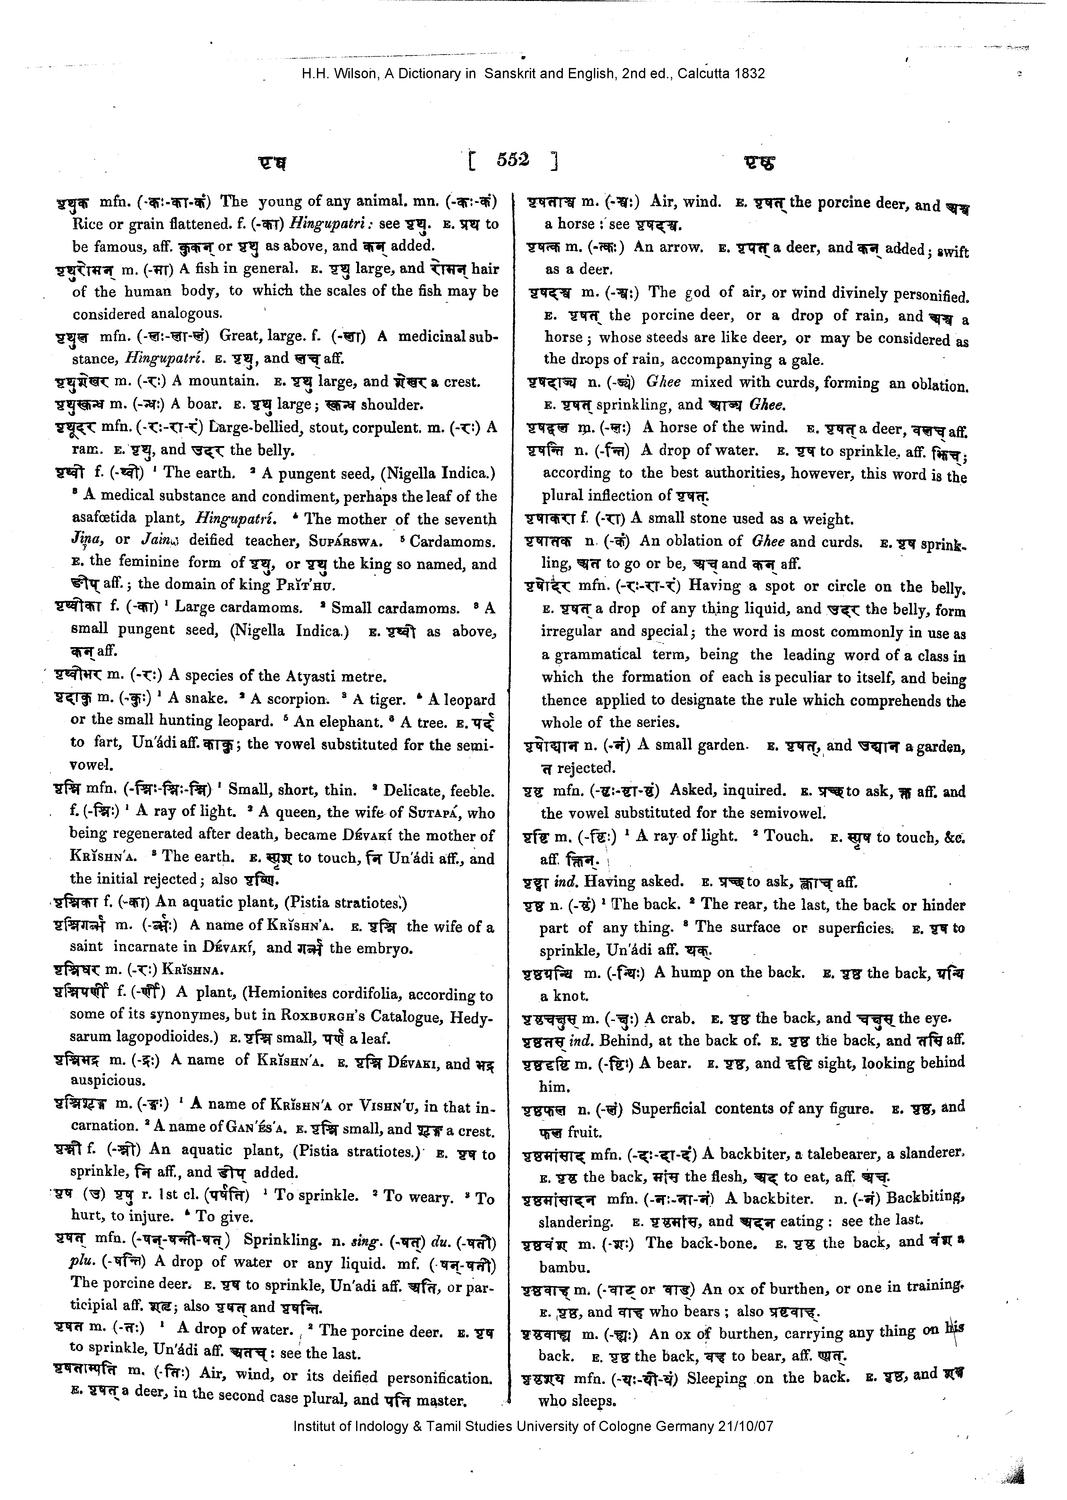 H.H. Wilson, A Dictionary in Sanskrit and English, 2nd ed., Calcutta 1832
पृष [ 552 ] पृष्ठ
पृथुक mfn. (-कः-का-कं) The young of any animal. mn. (-कः-कं)
Rice or grain flattened. f. (-का) Hingupatri: see पृथु. E. प्रथ to
be famous, aff. कुकन् or पृथु as above, and कन् added.
पृथुरोमन् m. (-मा) A fish in general. E. पृथु large, and रोमन् hair
of the human body, to which the scales of the fish may be
considered analogous.
पृथुल mfn. (-लः-ला-लं) Great, large. f. (-ला) A medicinal sub-
stance, Hingupatrí. E. पृथु, and लच् aff.
पृथुशेखर m. (-रः) A mountain. E. पृथु large, and शेखर a crest.
पृथुस्कन्ध m. (-न्धः) A boar. E. पृथु large; स्कन्ध shoulder.
पृथूदर mfn. (-रः-रा-रं) Large-bellied, stout, corpulent. m. (-रः) A
ram. E. पृथु, and उदर the belly.
पृथ्वी f. (-थ्वी) ¹ The earth. ² A pungent seed, (Nigella Indica.)
³ A medical substance and condiment, perhaps the leaf of the
asafœtida plant, Hingupatrí. ⁴ The mother of the seventh
Jina, or Jaina deified teacher, SUPÁRSWA. ⁵ Cardamoms.
E. the feminine form of पृथु, or पृथु the king so named, and
ङीप् aff.; the domain of king PRĬT'HU.
पृथ्वीका f. (-का) ¹ Large cardamoms. ² Small cardamoms. ³ A
small pungent seed, (Nigella Indica.) E. पृथ्वी as above,
कन् aff.
पृथ्वीभर m. (-रः) A species of the Atyasti metre.
पृदाकु m. (-कुः) ¹ A snake. ² A scorpion. ³ A tiger. ⁴ A leopard
or the small hunting leopard. ⁵ An elephant. ⁶ A tree. E. पर्द
to fart, Un'ádi aff. काकु; the vowel substituted for the semi-
vowel.
पृश्नि mfn. (-श्निः-श्निः-श्नि) ¹ Small, short, thin. ² Delicate, feeble.
f. (-श्निः) ¹ A ray of light. ² A queen, the wife of SUTAPÁ, who
being regenerated after death, became DÉVAKÍ the mother of
KRĬSHN'A. ³ The earth. E. स्पृश् to touch, नि Un'ádi aff., and
the initial rejected; also पृष्णि.
पृश्निका f. (-का) An aquatic plant, (Pistia stratiotes.)
पृश्निगर्ब्भ m. (-र्ब्भः) A name of KRĬSHN'A. E. पृश्नि the wife of a
saint incarnate in DÉVAKÍ, and गर्ब्भ the embryo.
पृश्निधर m. (-रः) KRĬSHNA.
पृश्निपर्णी f. (-र्णी) A plant, (Hemionites cordifolia, according to
some of its synonymes, but in ROXBURGH'S Catalogue, Hedy-
sarum lagopodioides.) E. पृश्नि small, पर्ण a leaf.
पृश्निभद्र m. (-द्रः) A name of KRĬSHN'A. E. पृश्नि DÉVAKI, and भद्र
auspicious.
पृश्निशृङ्ग m. (-ङ्गः) ¹ A name of KRĬSHN'A or VISHN'U, in that in-
carnation. ² A name of GAN'ÉS'A. E. पृश्नि small, and शृङ्ग a crest.
पृश्नी f. (-श्नी) An aquatic plant, (Pistia stratiotes.) E. पृष to
sprinkle, नि aff., and ङीप् added.
पृष (उ) पृषु r. 1st cl. (पर्षति) ¹ To sprinkle. ² To weary. ³ To
hurt, to injure. ⁴ To give.
पृषत् mfn. (-षन्-षन्ती-षत्) Sprinkling. n. sing. (-षत्) du. (-षती)
plu. (-षन्ति) A drop of water or any liquid. mf. (-षन्-षती)
The porcine deer. E. पृष to sprinkle, Un'adi aff. अति, or par-
ticipial aff. शतृ; also पृषत and पृषन्ति.
पृषत m. (-तः) ¹ A drop of water. ² The porcine deer. E. पृष
to sprinkle, Un'ádi aff. अतच्: see the last.
पृषताम्पति m. (-तिः) Air, wind, or its deified personification.
E. पृषत् a deer, in the second case plural, and पति master.
पृषताश्व m. (-श्वः) Air, wind. E. पृषत् the porcine deer, and अश्व
a horse: see पृषदश्व.
पृषत्क m. (-त्कः) An arrow. E. पृषत् a deer, and कन् added; swift
as a deer.
पृषदश्व m. (-श्वः) The god of air, or wind divinely personified.
E. पृषत् the porcine deer, or a drop of rain, and अश्व a
horse; whose steeds are like deer, or may be considered as
the drops of rain, accompanying a gale.
पृषदाज्य n. (-ज्यं) Ghee mixed with curds, forming an oblation.
E. पृषत् sprinkling, and आज्य Ghee.
पृषद्वल m. (-लः) A horse of the wind. E. पृषत् a deer, वलच् aff.
पृषन्ति n. (-न्ति) A drop of water. E. पृष to sprinkle, aff. झिच्;
according to the best authorities, however, this word is the
plural inflection of पृषत्.
पृषाकरा f. (-रा) A small stone used as a weight.
पृषातक n. (-कं) An oblation of Ghee and curds. E. पृष sprink-
ling, अत to go or be, अच् and कन् aff.
पृषोदर mfn. (-रः-रा-रं) Having a spot or circle on the belly.
E. पृषत् a drop of any thing liquid, and उदर the belly, form
irregular and special; the word is most commonly in use as
a grammatical term, being the leading word of a class in
which the formation of each is peculiar to itself, and being
thence applied to designate the rule which comprehends the
whole of the series.
पृषोद्यान n. (-नं) A small garden. E. पृषत्, and उद्यान a garden,
त rejected.
पृष्ट mfn. (-ष्टः-ष्टा-ष्टं) Asked, inquired. E. प्रच्छ to ask, क्त aff. and
the vowel substituted for the semivowel.
पृष्टि m. (-ष्टिः) ¹ A ray of light. ² Touch. E. स्पृष to touch, &c.
aff. क्तिन्.
पृष्ट्वा ind. Having asked. E. प्रच्छ to ask, क्त्वाच् aff.
पृष्ठ n. (-ष्ठं) ¹ The back. ² The rear, the last, the back or hinder
part of any thing. ³ The surface or superficies. E. पृष to
sprinkle, Un'ádi aff. थक्.
पृष्ठग्रन्थि m. (-न्थिः) A hump on the back. E. पृष्ठ the back, ग्रन्थि
a knot.
पृष्ठचक्षुस् m. (-क्षुः) A crab. E. पृष्ठ the back, and चक्षुस् the eye.
पृष्ठतस् ind. Behind, at the back of. E. पृष्ठ the back, and तसि aff.
पृष्ठदृष्टि m. (-ष्टिः) A bear. E. पृष्ठ, and दृष्टि sight, looking behind
him.
पृष्ठफल n. (-लं) Superficial contents of any figure. E. पृष्ठ, and
फल fruit.
पृष्ठमांसाद mfn. (-दः-दा-दं) A backbiter, a talebearer, a slanderer.
E. पृष्ठ the back, मांस the flesh, अद to eat, aff. अच्.
पृष्ठमांसादन mfn. (-नः-ना-नं) A backbiter. n. (-नं) Backbiting,
slandering. E. पृष्ठमांस, and अदन eating: see the last.
पृष्ठवंश m. (-शः) The back-bone. E. पृष्ठ the back, and वंश a
bambu.
पृष्ठवाह् m. (-वाट् or वाड्) An ox of burthen, or one in training.
E. पृष्ठ, and वाह् who bears; also प्रष्ठवाह्.
पृष्ठवाह्य m. (-ह्यः) An ox of burthen, carrying any thing on his
back. E. पृष्ठ the back, वह to bear, aff. ण्यत्.
पृष्ठशय mfn. (-यः-यी-यं) Sleeping on the back. E. पृष्ठ, and शय
who sleeps.
Institut of Indology & Tamil Studies University of Cologne Germany 21/10/07